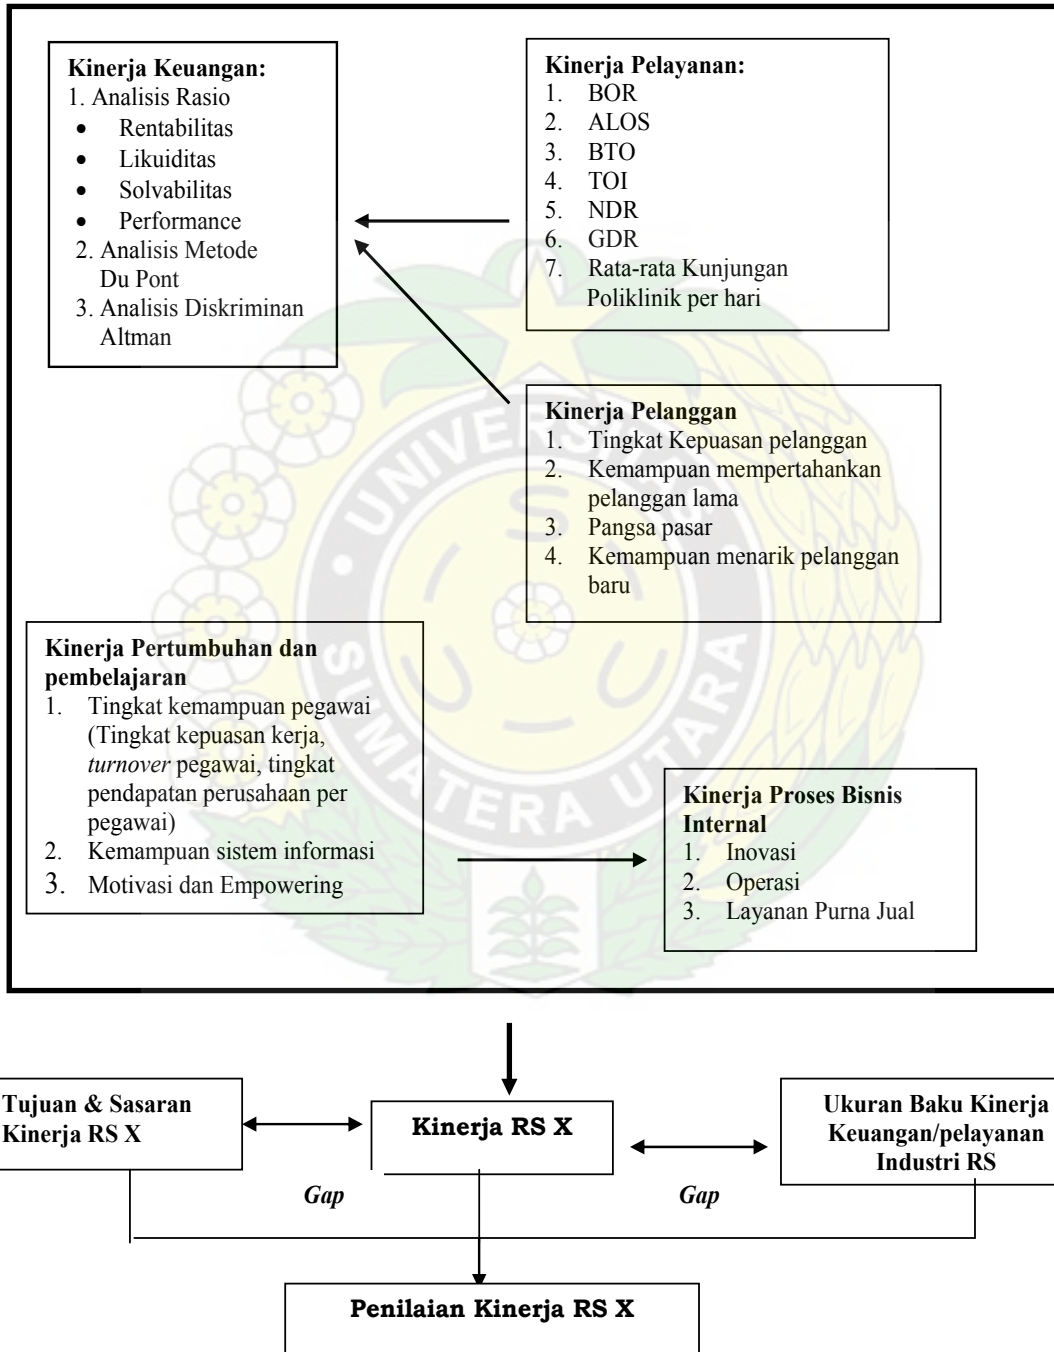 Kinerja Keuangan:
1. Analisis Rasio
• Rentabilitas
• Likuiditas
• Solvabilitas
• Performance
2. Analisis Metode
Du Pont
3. Analisis Diskriminan
Altman
Kinerja Pelayanan:
1. BOR
2. ALOS
3. BTO
4. TOI
5. NDR
6. GDR
7. Rata-rata Kunjungan
Poliklinik per hari
Kinerja Pelanggan
1. Tingkat Kepuasan pelanggan
2. Kemampuan mempertahankan
pelanggan lama
3. Pangsa pasar
4. Kemampuan menarik pelanggan
baru
Kinerja Pertumbuhan dan
pembelajaran
1. Tingkat kemampuan pegawai
(Tingkat kepuasan kerja,
turnover pegawai, tingkat
pendapatan perusahaan per
pegawai)
2. Kemampuan sistem informasi
3. Motivasi dan Empowering
Kinerja Proses Bisnis
Internal
1. Inovasi
2. Operasi
3. Layanan Purna Jual
UNIVERSITAS
SUMATERA UTARA
Tujuan & Sasaran
Kinerja RS X
Kinerja RS X
Ukuran Baku Kinerja
Keuangan/pelayanan
Industri RS
Gap
Gap
Penilaian Kinerja RS X